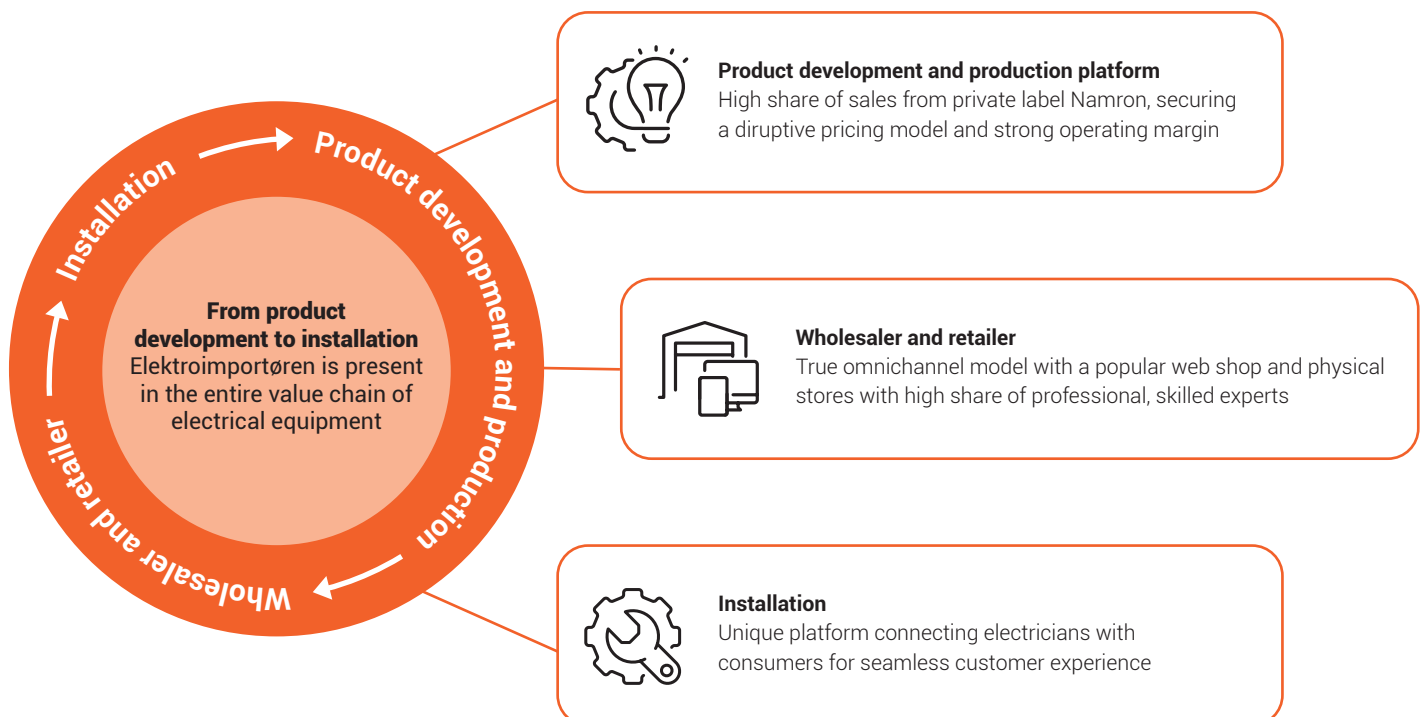 Installation
Product development and production
Wholesaler and retailer
From product
development to installation
Elektroimportøren is present
in the entire value chain of
electrical equipment
Product development and production platform
High share of sales from private label Namron, securing
a diruptive pricing model and strong operating margin
Wholesaler and retailer
True omnichannel model with a popular web shop and physical
stores with high share of professional, skilled experts
Installation
Unique platform connecting electricians with
consumers for seamless customer experience